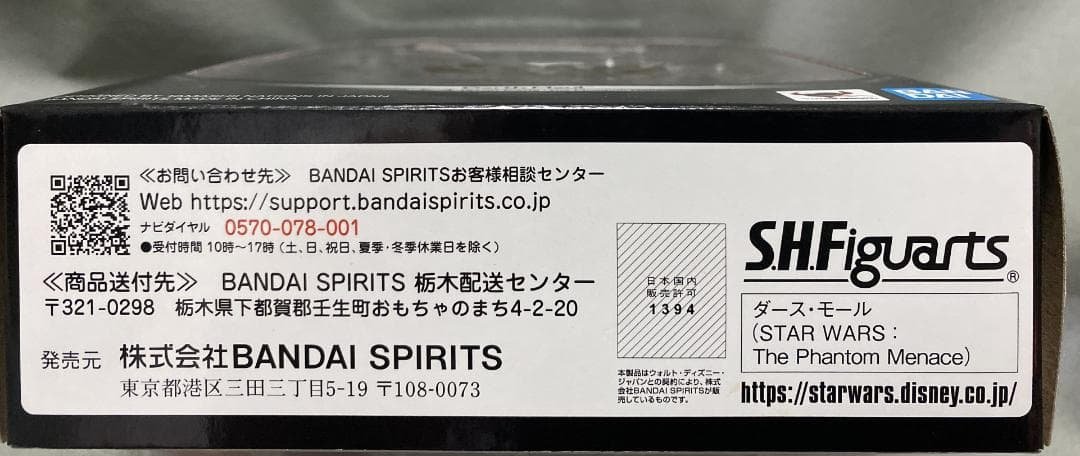 BANDAI
≪お問い合わせ先≫ BANDAI SPIRITSお客様相談センター
Web https://support.bandaispirits.co.jp
ナビダイヤル 0570-078-001
●受付時間 10時〜17時(土、日、祝日、夏季・冬季休業日を除く)
≪商品送付先≫ BANDAI SPIRITS 栃木配送センター
〒321-0298 栃木県下都賀郡壬生町おもちゃのまち4-2-20
発売元 株式会社BANDAI SPIRITS
東京都港区三田三丁目5-19 〒108-0073
日本国内
販売許可
1394
本製品はウォルト・ディズニー・
ジャパンとの契約により、株式
会社BANDAI SPIRITSが販
売しているものです。
S.H.Figuarts®
ダース・モール
(STAR WARS:
The Phantom Menace)
https://starwars.disney.co.jp/